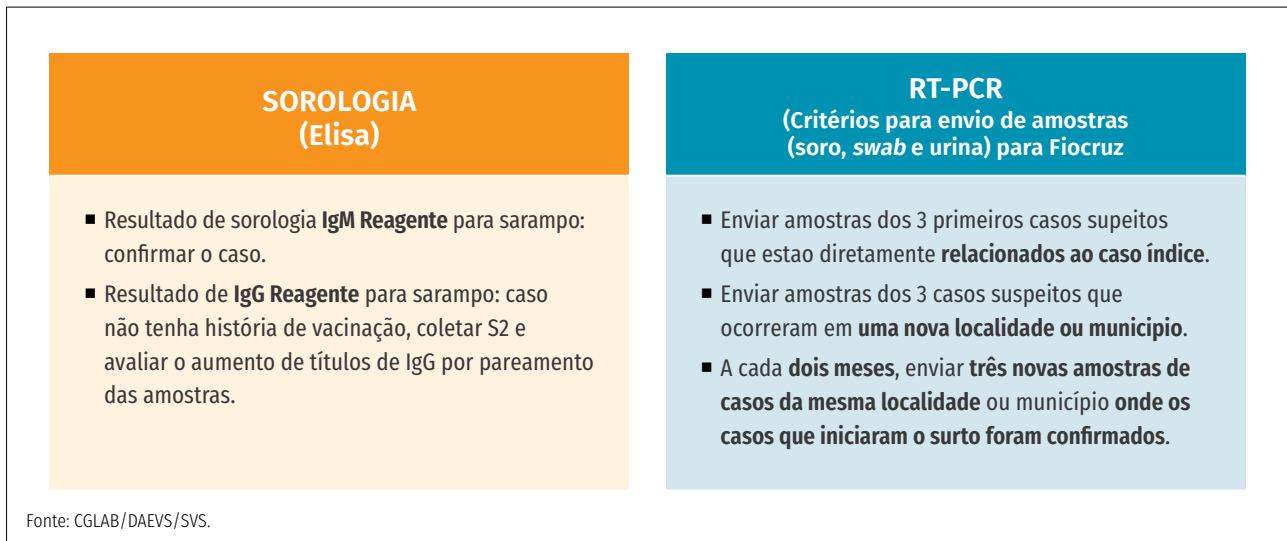 SOROLOGIA
(Elisa)
■ Resultado de sorologia IgM Reagente para sarampo:
confirmar o caso.
■ Resultado de IgG Reagente para sarampo: caso
não tenha história de vacinação, coletar S2 e
avaliar o aumento de títulos de IgG por pareamento
das amostras.
RT-PCR
(Critérios para envio de amostras
(soro, swab e urina) para Fiocruz
■ Enviar amostras dos 3 primeiros casos supeitos
que estao diretamente relacionados ao caso índice.
■ Enviar amostras dos 3 casos suspeitos que
ocorreram em uma nova localidade ou municipio.
■ A cada dois meses, enviar três novas amostras de
casos da mesma localidade ou município onde os
casos que iniciaram o surto foram confirmados.
Fonte: CGLAB/DAEVS/SVS.